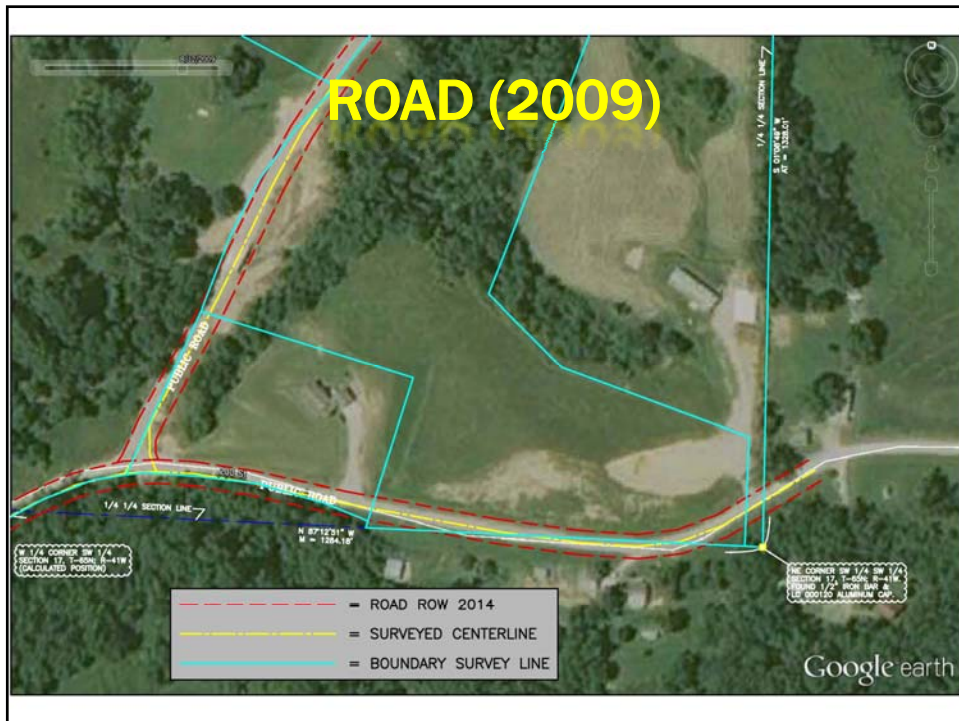 ROAD (2009)
1/4 1/4 SECTION LINE
S 01°06'49" W
AT = 1328.01'
PUBLIC ROAD
PUBLIC ROAD
1/4 1/4 SECTION LINE
N 87°12'51" W
M = 1284.18'
W 1/4 CORNER SW 1/4
SECTION 17, T-65N; R-41W
(CALCULATED POSITION)
NE CORNER SW 1/4 SW 1/4
SECTION 17, T-65N; R-41W
FOUND 1/2" IRON BAR &
LC 000120 ALUMINUM CAP.
= ROAD ROW 2014
= SURVEYED CENTERLINE
= BOUNDARY SURVEY LINE
Google earth